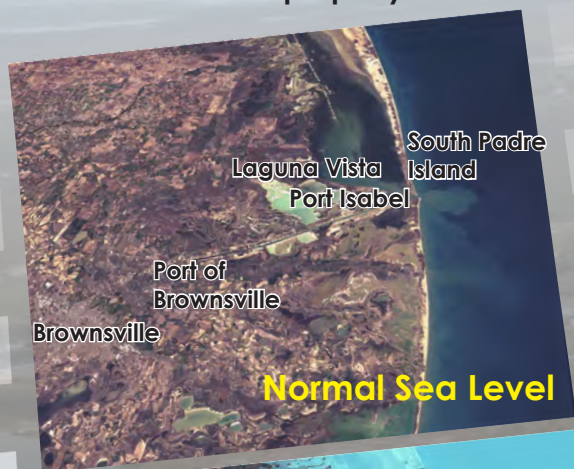 South Padre
Island
Laguna Vista
Port Isabel
Port of
Brownsville
Brownsville
Normal Sea Level